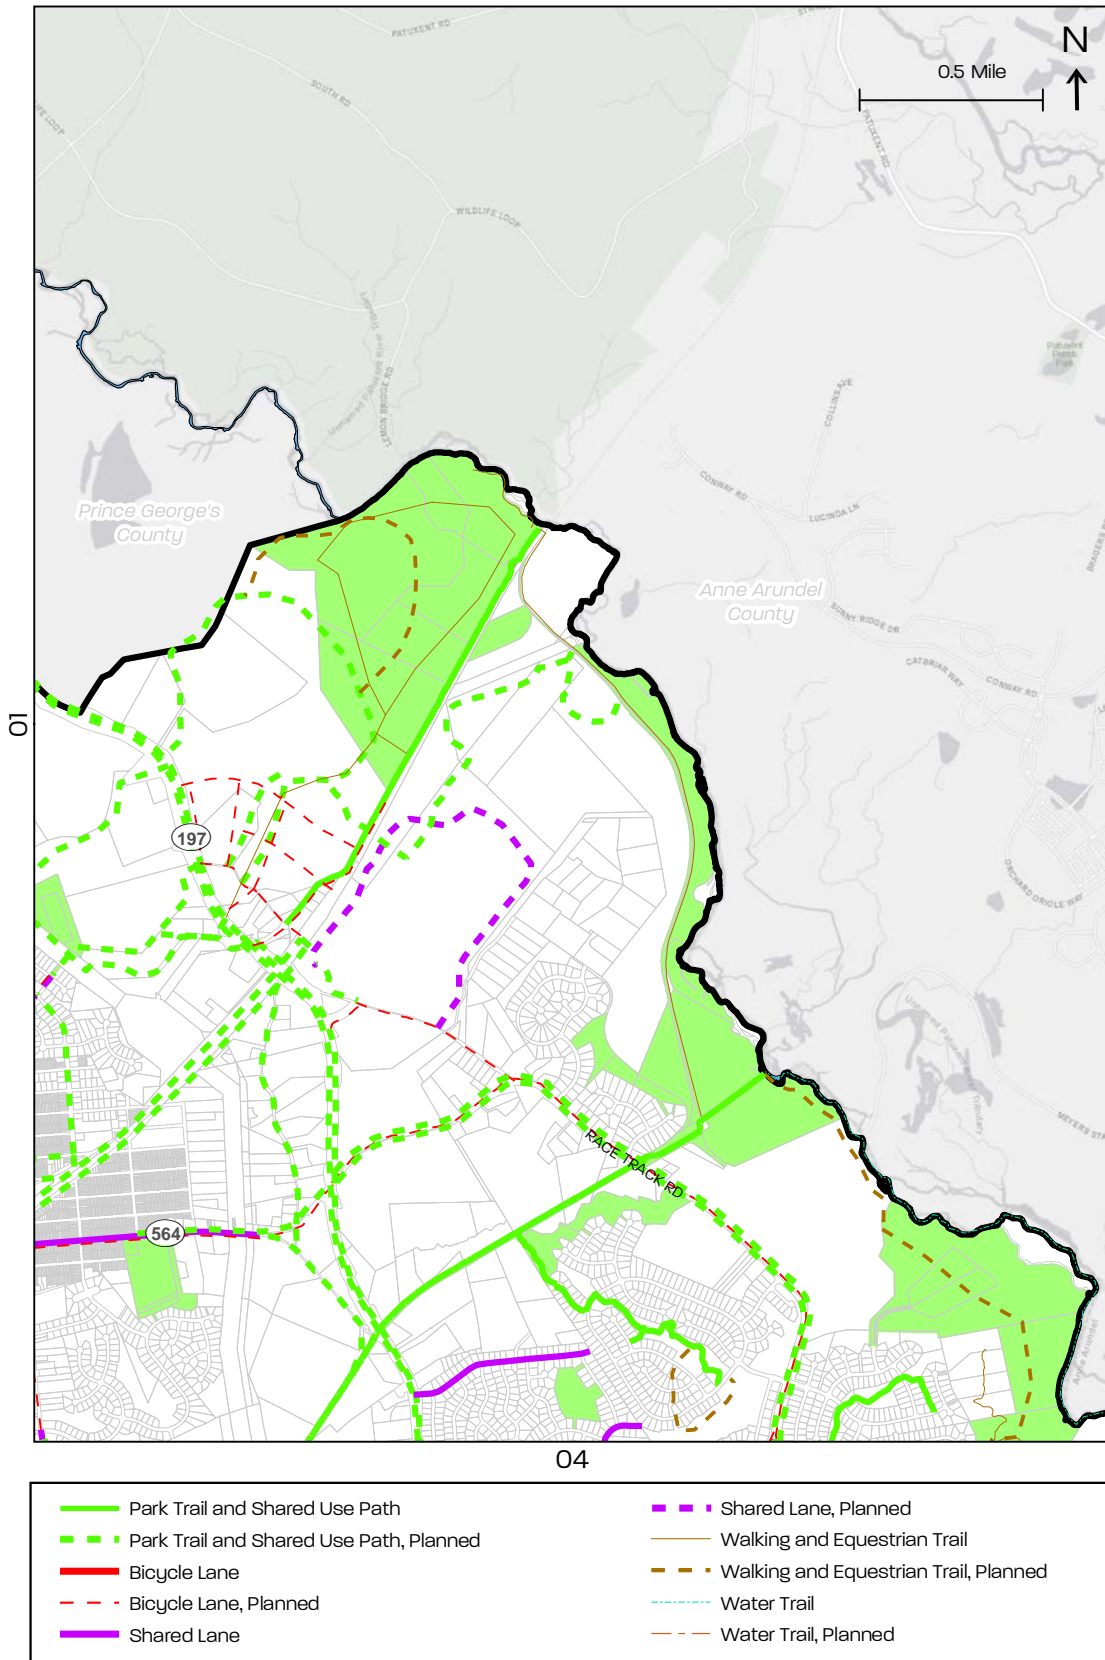 PATUXENT RD
N
0.5 Mile
SOUTH RD
PATUXENT RD
WILDLIFE LOOP
LEMON BRIDGE RD
COLLINS AVE
CONWAY RD
LUCINDA LN
Prince George's
County
Anne Arundel
County
SUNNY RIDGE DR
CATBRIAR WAY
CONWAY RD
01
197
ORCHARD ORIOLE WAY
RACE TRACK RD
564
04
Park Trail and Shared Use Path
Park Trail and Shared Use Path, Planned
Bicycle Lane
Bicycle Lane, Planned
Shared Lane
Shared Lane, Planned
Walking and Equestrian Trail
Walking and Equestrian Trail, Planned
Water Trail
Water Trail, Planned